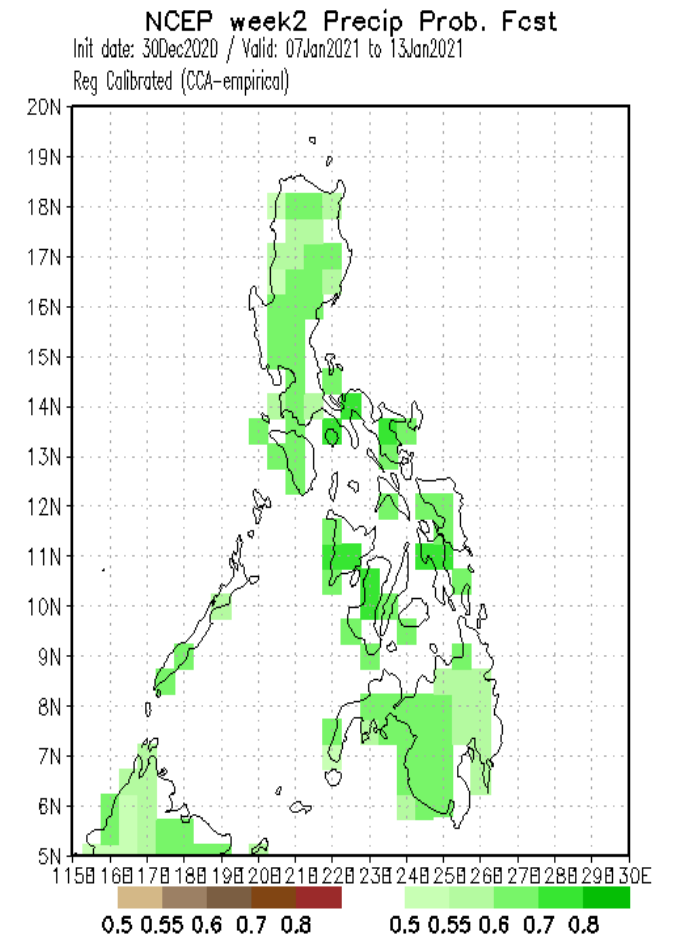 NCEP week2 Precip Prob. Fcst
Init date: 30Dec2020 / Valid: 07Jan2021 to 13Jan2021
Reg Calibrated (CCA-empirical)
20N
19N
18N
17N
16N
15N
14N
13N
12N
11N
10N
9N
8N
7N
6N
5N
115E 116E 117E 118E 119E 120E 121E 122E 123E 124E 125E 126E 127E 128E 129E 130E
0.5 0.55 0.6 0.7 0.8 0.5 0.55 0.6 0.7 0.8